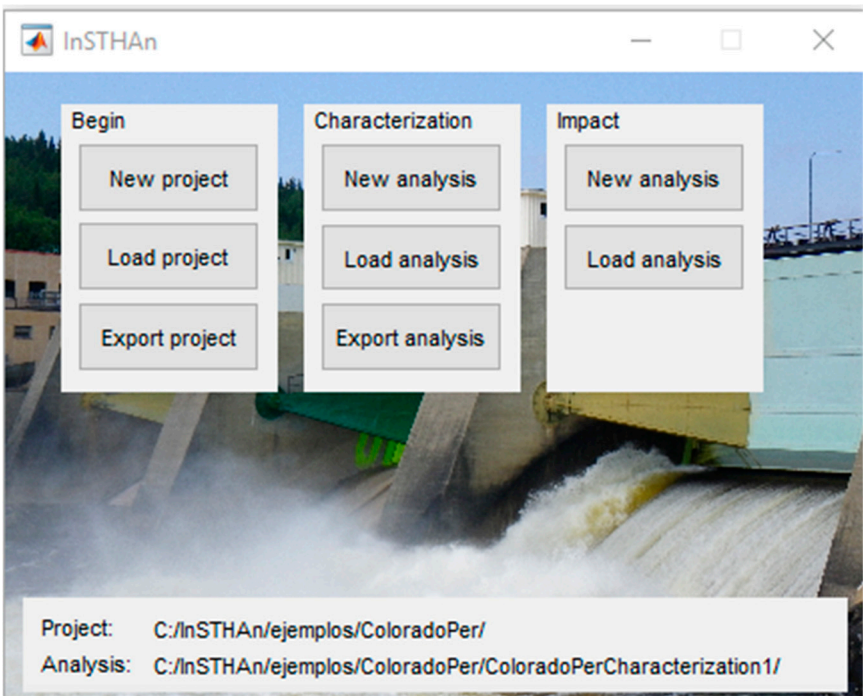 InSTHAn
Begin
New project
Load project
Export project
Characterization
New analysis
Load analysis
Export analysis
Impact
New analysis
Load analysis
Project: C:/InSTHAn/ejemplos/ColoradoPer/
Analysis: C:/InSTHAn/ejemplos/ColoradoPer/ColoradoPerCharacterization1/